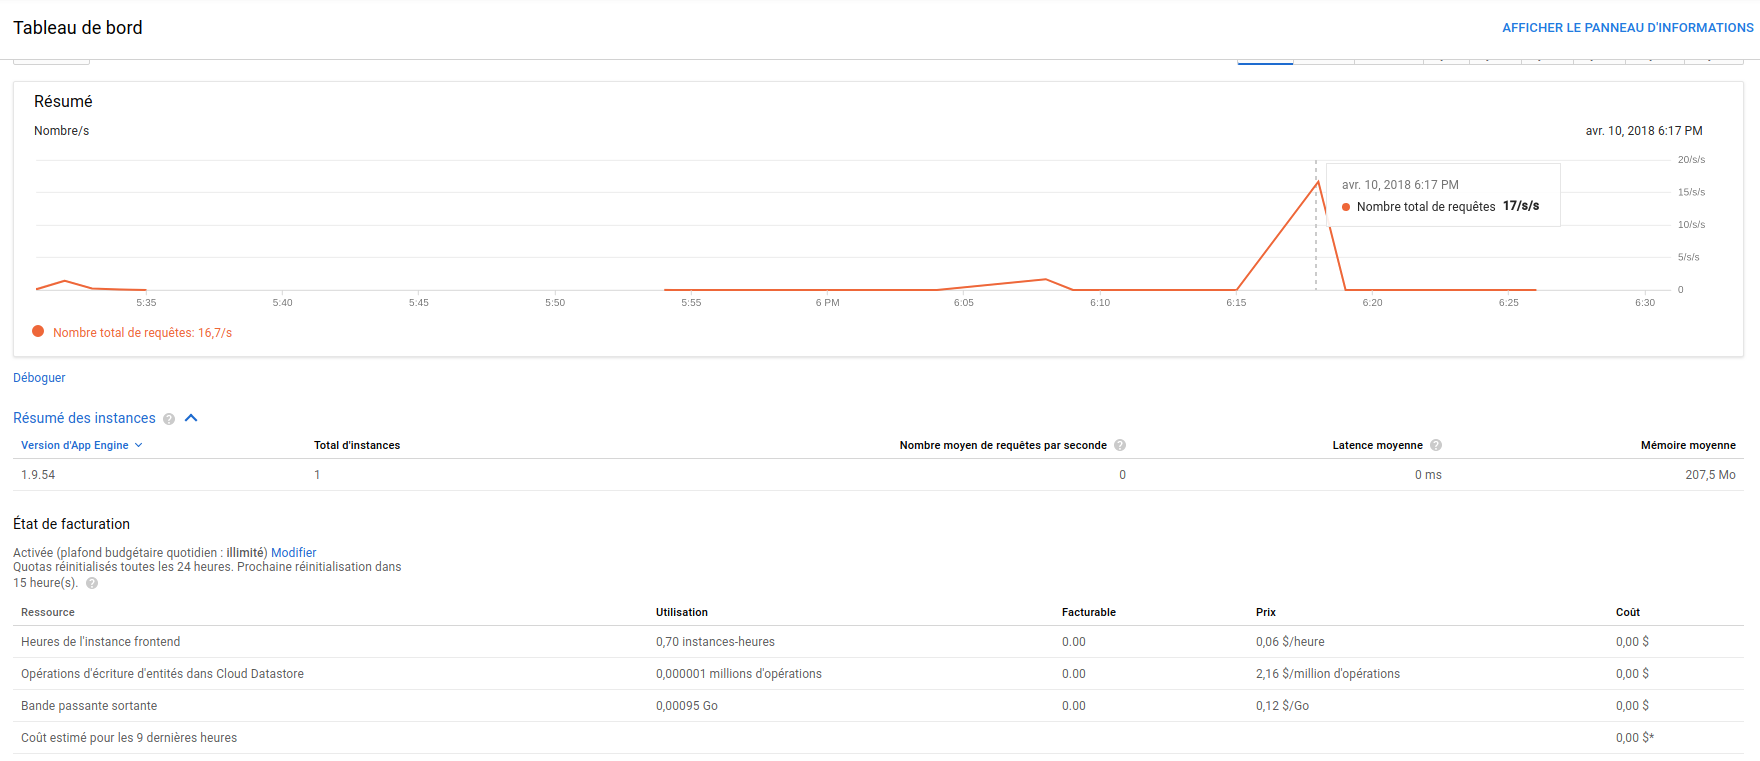 Tableau de bord
AFFICHER LE PANNEAU D'INFORMATIONS
Résumé
Nombre/s
avr. 10, 2018 6:17 PM
20/s/s
15/s/s
10/s/s
5/s/s
0
avr. 10, 2018 6:17 PM
Nombre total de requêtes 17/s/s
5:35 5:40 5:45 5:50 5:55 6 PM 6:05 6:10 6:15 6:20 6:25 6:30
Nombre total de requêtes: 16,7/s
Déboguer
Résumé des instances ?
Version d'App Engine Total d'instances Nombre moyen de requêtes par seconde ? Latence moyenne ? Mémoire moyenne
1.9.54 1 0 0 ms 207,5 Mo
État de facturation
Activée (plafond budgétaire quotidien : illimité) Modifier
Quotas réinitialisés toutes les 24 heures. Prochaine réinitialisation dans
15 heure(s). ?
Ressource Utilisation Facturable Prix Coût
Heures de l'instance frontend 0,70 instances-heures 0.00 0,06 $/heure 0,00 $
Opérations d'écriture d'entités dans Cloud Datastore 0,000001 millions d'opérations 0.00 2,16 $/million d'opérations 0,00 $
Bande passante sortante 0,00095 Go 0.00 0,12 $/Go 0,00 $
Coût estimé pour les 9 dernières heures 0,00 $*